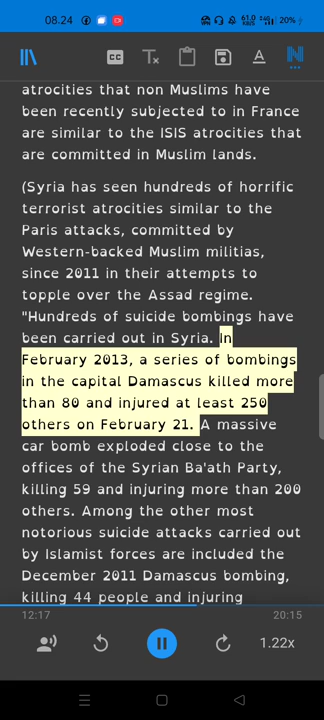 08.24
61.0
KB/S
20%
CC
T
A
N
atrocities that non Muslims have
been recently subjected to in France
are similar to the ISIS atrocities that
are committed in Muslim lands.
(Syria has seen hundreds of horrific
terrorist atrocities similar to the
Paris attacks, committed by
Western-backed Muslim militias,
since 2011 in their attempts to
topple over the Assad regime.
"Hundreds of suicide bombings have
been carried out in Syria. In
February 2013, a series of bombings
in the capital Damascus killed more
than 80 and injured at least 250
others on February 21. A massive
car bomb exploded close to the
offices of the Syrian Ba'ath Party,
killing 59 and injuring more than 200
others. Among the other most
notorious suicide attacks carried out
by Islamist forces are included the
December 2011 Damascus bombing,
killing 44 people and injuring
12:17
20:15
1.22x